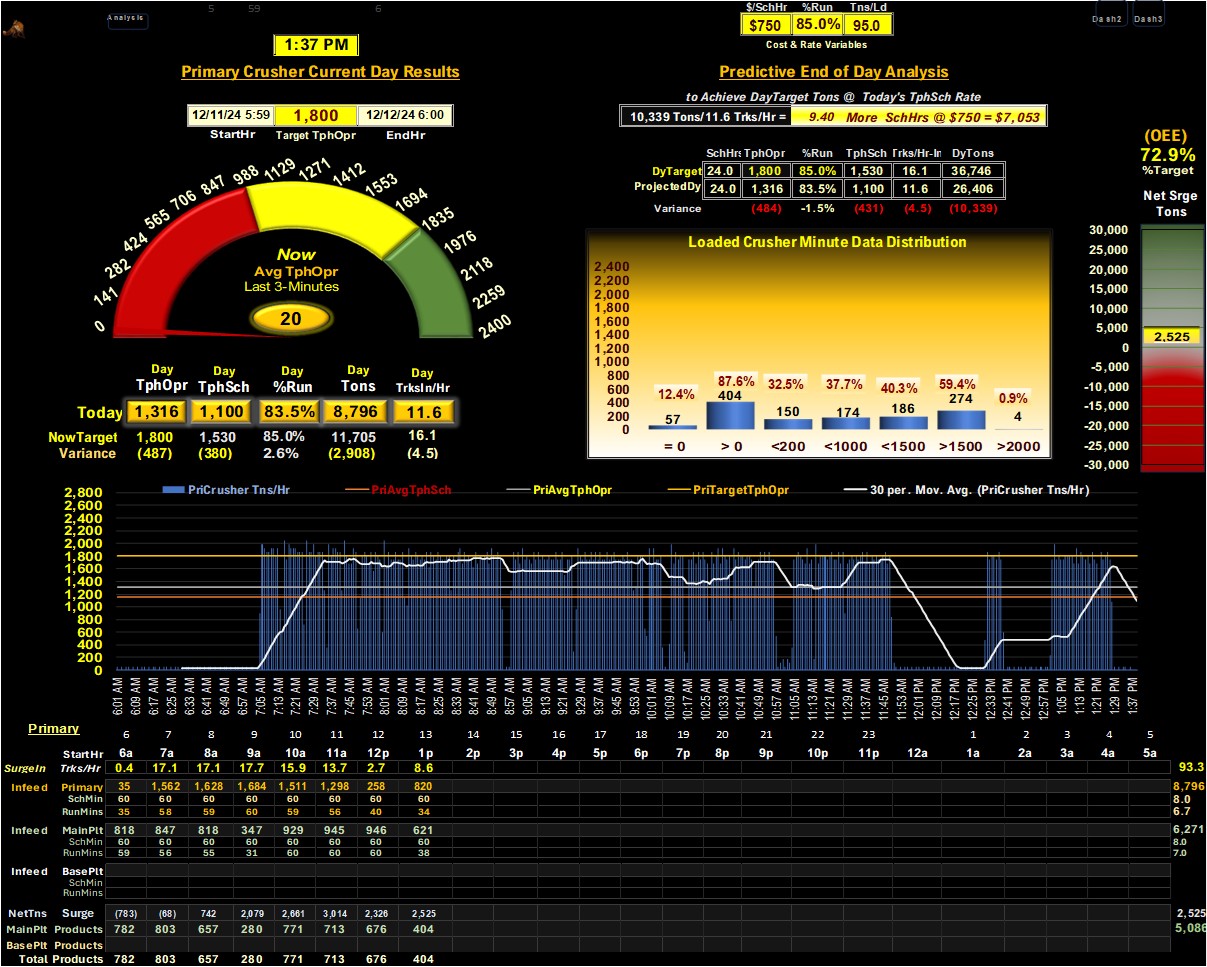 5 59 6
Analysis
$/SchHr %Run Tns/Ld
$750 85.0% 95.0
Cost & Rate Variables
Dash2 Dash3
1:37 PM
Primary Crusher Current Day Results
12/11/24 5:59 1,800 12/12/24 6:00
StartHr Target TphOpr EndHr
0 141 282 424 565 706 847 988 1129 1271 1412 1553 1694 1835 1976 2118 2259 2400
Now
Avg TphOpr
Last 3-Minutes
20
Day Day Day Day Day
TphOpr TphSch %Run Tons TrksIn/Hr
Today 1,316 1,100 83.5% 8,796 11.6
NowTarget 1,800 1,530 85.0% 11,705 16.1
Variance (487) (380) 2.6% (2,908) (4.5)
Predictive End of Day Analysis
to Achieve DayTarget Tons @ Today's TphSch Rate
10,339 Tons/11.6 Trks/Hr = 9.40 More SchHrs @ $750 = $7,053
SchHrs TphOpr %Run TphSch Trks/Hr-In DyTons
DyTarget 24.0 1,800 85.0% 1,530 16.1 36,746
ProjectedDy 24.0 1,316 83.5% 1,100 11.6 26,406
Variance (484) -1.5% (431) (4.5) (10,339)
Loaded Crusher Minute Data Distribution
2,400
2,200
2,000
1,800
1,600
1,400
1,200
1,000
800
600
400
200
0
12.4% 87.6% 32.5% 37.7% 40.3% 59.4% 0.9%
57 404 150 174 186 274 4
= 0 > 0 <200 <1000 <1500 >1500 >2000
(OEE)
72.9%
%Target
Net Srge
Tons
30,000
25,000
20,000
15,000
10,000
5,000
2,525
0
-5,000
-10,000
-15,000
-20,000
-25,000
-30,000
PriCrusher Tns/Hr PriAvgTphSch PriAvgTphOpr PriTargetTphOpr 30 per. Mov. Avg. (PriCrusher Tns/Hr)
2,800
2,600
2,400
2,200
2,000
1,800
1,600
1,400
1,200
1,000
800
600
400
200
0
6:01 AM 6:09 AM 6:17 AM 6:25 AM 6:33 AM 6:41 AM 6:49 AM 6:57 AM 7:05 AM 7:13 AM 7:21 AM 7:29 AM 7:37 AM 7:45 AM 7:53 AM 8:01 AM 8:09 AM 8:17 AM 8:25 AM 8:33 AM 8:41 AM 8:49 AM 8:57 AM 9:05 AM 9:13 AM 9:21 AM 9:29 AM 9:37 AM 9:45 AM 9:53 AM 10:01 AM 10:09 AM 10:17 AM 10:25 AM 10:33 AM 10:41 AM 10:49 AM 10:57 AM 11:05 AM 11:13 AM 11:21 AM 11:29 AM 11:37 AM 11:45 AM 11:53 AM 12:01 PM 12:09 PM 12:17 PM 12:25 PM 12:33 PM 12:41 PM 12:49 PM 12:57 PM 1:05 PM 1:13 PM 1:21 PM 1:29 PM 1:37 PM
Primary 6 7 8 9 10 11 12 13 14 15 16 17 18 19 20 21 22 23 1 2 3 4 5
StartHr 6a 7a 8a 9a 10a 11a 12p 1p 2p 3p 4p 5p 6p 7p 8p 9p 10p 11p 12a 1a 2a 3a 4a 5a
SurgeIn Trks/Hr 0.4 17.1 17.1 17.7 15.9 13.7 2.7 8.6 93.3
Infeed Primary 35 1,562 1,628 1,684 1,511 1,298 258 820 8,796
SchMin 60 60 60 60 60 60 60 60 8.0
RunMins 35 58 59 60 59 56 40 34 6.7
Infeed MainPlt 818 847 818 347 929 945 946 621 6,271
SchMin 60 60 60 60 60 60 60 60 8.0
RunMins 59 56 55 31 60 60 60 38 7.0
Infeed BasePlt
SchMin
RunMins
NetTns Surge (783) (68) 742 2,079 2,661 3,014 2,326 2,525 2,525
MainPlt Products 782 803 657 280 771 713 676 404 5,086
BasePlt Products
Total Products 782 803 657 280 771 713 676 404